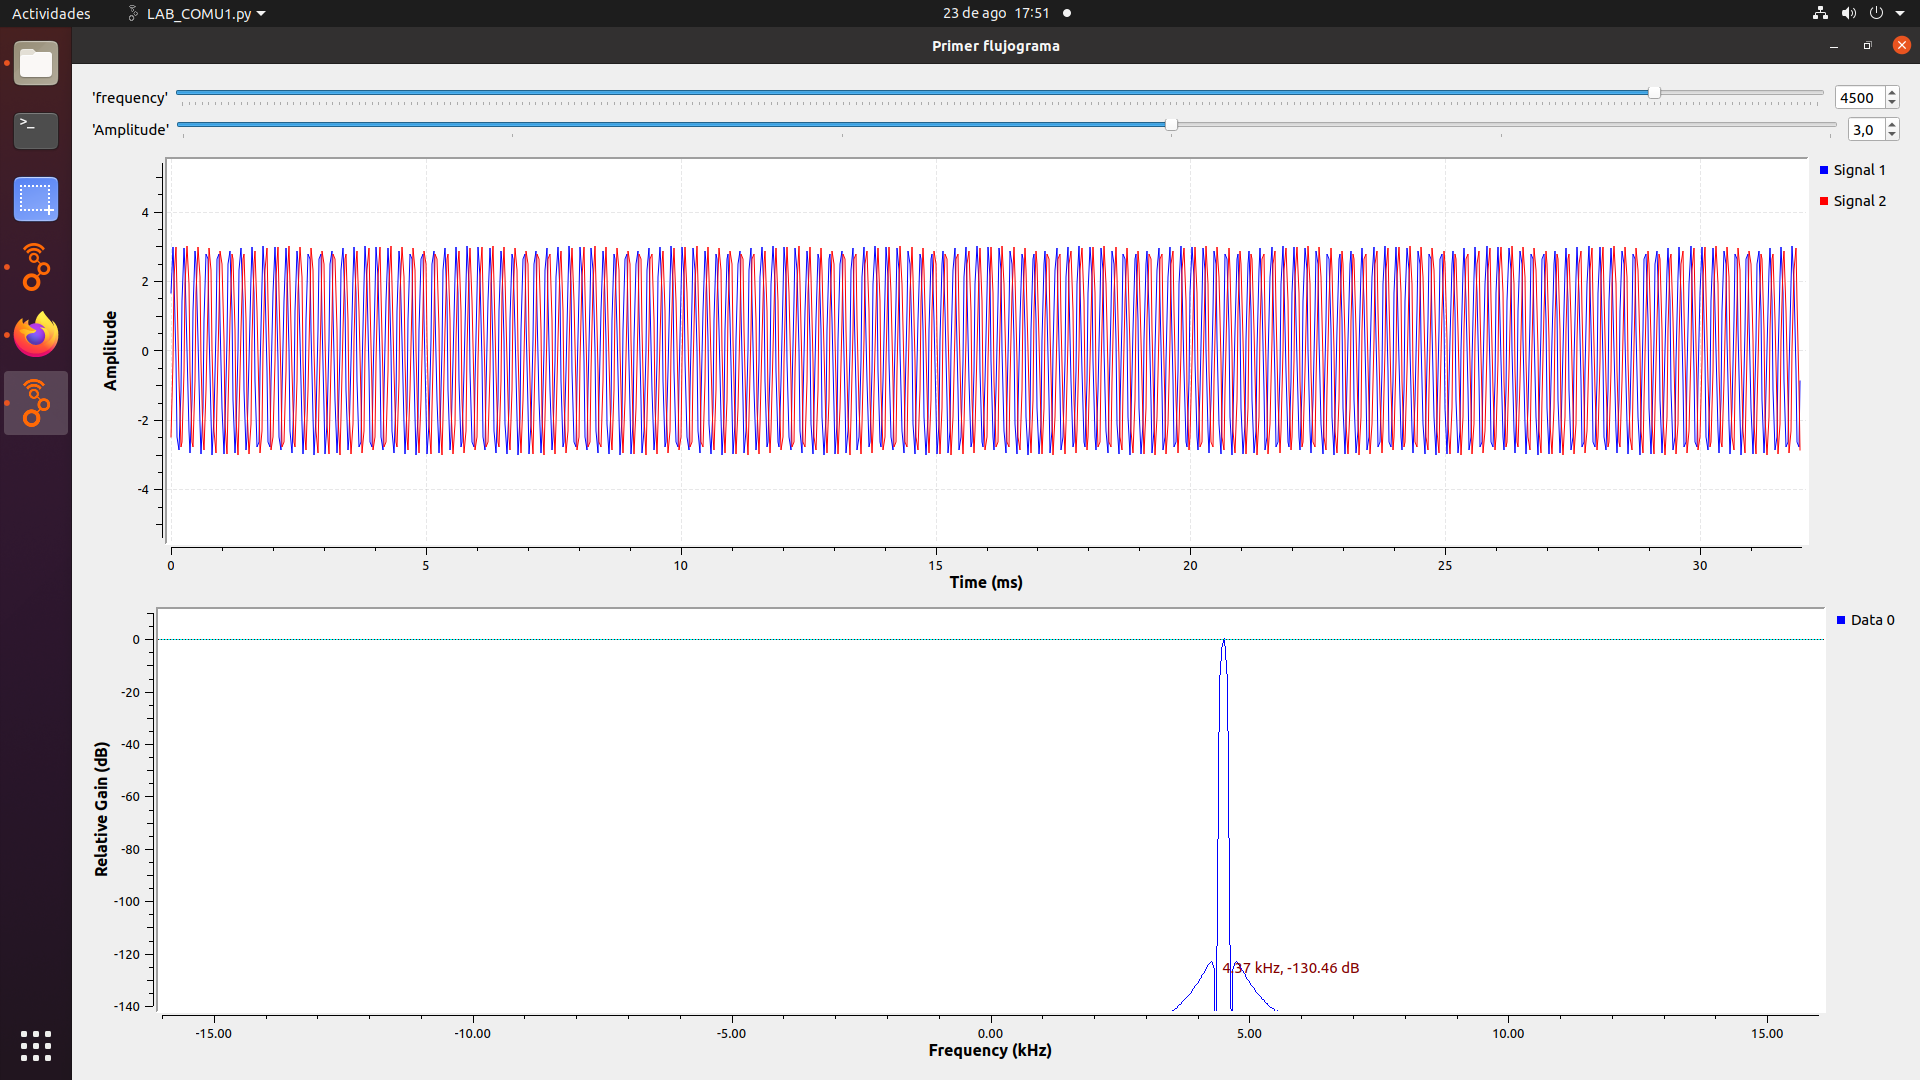 Actividades LAB_COMU1.py 23 de ago 17:51
Primer flujograma
'frequency' 4500
'Amplitude' 3,0
Signal 1
Signal 2
4
2
0
-2
-4
Amplitude
0 5 10 15 20 25 30
Time (ms)
Data 0
0
-20
-40
-60
-80
-100
-120
-140
Relative Gain (dB)
4.37 kHz, -130.46 dB
-15.00 -10.00 -5.00 0.00 5.00 10.00 15.00
Frequency (kHz)